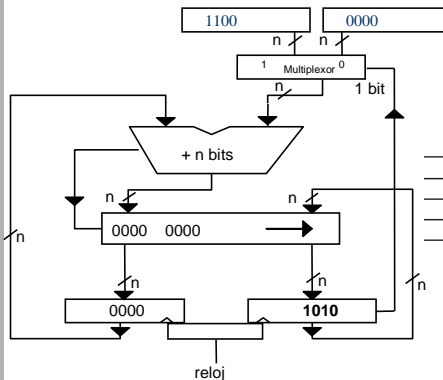 1100 0000
n n
1 Multiplexor 0
n 1 bit
+ n bits
n n
0000 0000
n n n n
0000 1010
reloj